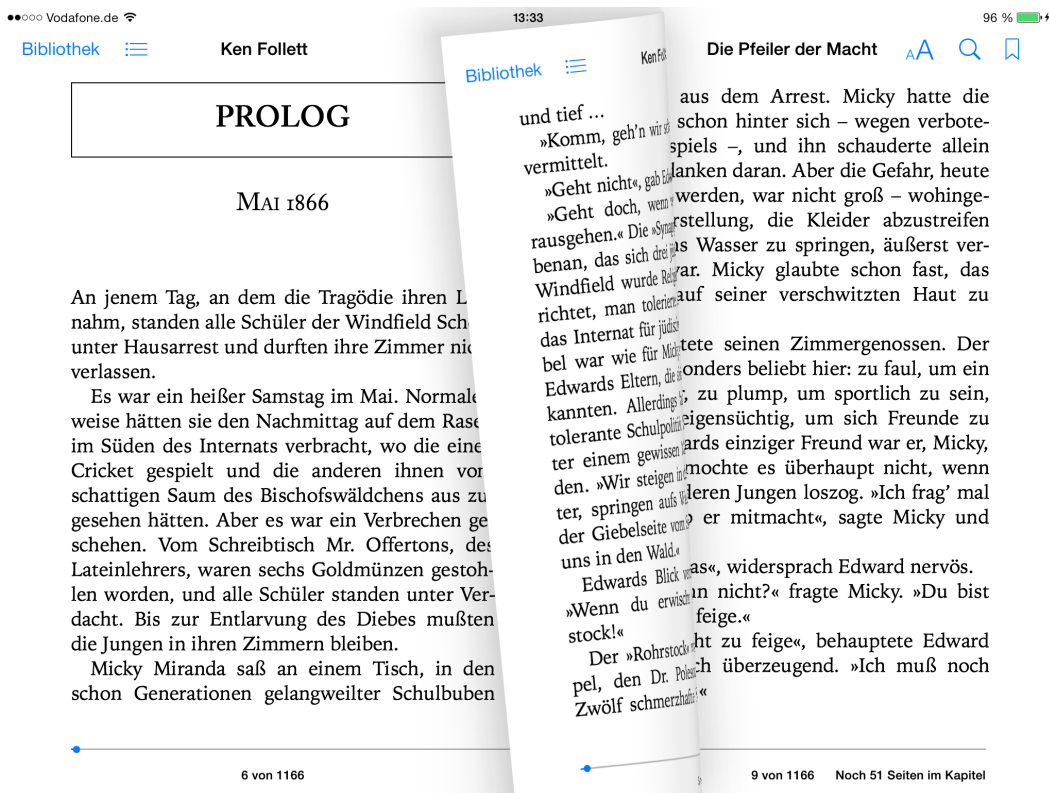 Vodafone.de
13:33
96 %
Bibliothek
Ken Follett
PROLOG
MAI 1866
An jenem Tag, an dem die Tragödie ihren
nahm, standen alle Schüler der Windfield
unter Hausarrest und durften ihre Zimmer
verlassen.
Es war ein heißer Samstag im Mai.
weise hätten sie den Nachmittag auf dem
im Süden des Internats verbracht, wo die
Cricket gespielt und die anderen ihnen
schattigen Saum des Bischofswäldchens aus zu
gesehen hätten. Aber es war ein Verbrechen ge
schehen. Vom Schreibtisch Mr. Offertons, des
Lateinlehrers, waren sechs Goldmünzen gestoh-
len worden, und alle Schüler standen unter Ver-
dacht. Bis zur Entlarvung des Diebes mußten
die Jungen in ihren Zimmern bleiben.
Micky Miranda saß an einem Tisch, in den
schon Generationen gelangweilter Schulbuben
6 von 1166
Bibliothek
Ken
und tief …
»Komm, geh’n wir
vermittelt.
»Geht nicht«, gab
»Geht doch, wenn
rausgehen.« Die
benan, das sich drei
Windfield wurde
richtet, man
das Internat für
bel war wie für
Edwards Eltern, die
kannten. Allerdings
tolerante
ter einem gewissen
den. »Wir steigen
ter, springen aufs
der Giebelseite vom
uns in den Wald.«
Edwards Blick
»Wenn du
stock!«
Der »Rohrstock«
pel, den Dr.
Zwölf
Die Pfeiler der Macht
AA
aus dem Arrest. Micky hatte die
schon hinter sich – wegen verbote-
spiels –, und ihn schauderte allein
daran. Aber die Gefahr, heute
werden, war nicht groß – wohinge-
die Kleider abzustreifen
Wasser zu springen, äußerst ver-
Micky glaubte schon fast, das
auf seiner verschwitzten Haut zu
seinen Zimmergenossen. Der
beliebt hier: zu faul, um ein
zu plump, um sportlich zu sein,
eigensüchtig, um sich Freunde zu
einziger Freund war er, Micky,
mochte es überhaupt nicht, wenn
Jungen loszog. »Ich frag’ mal
er mitmacht«, sagte Micky und
widersprach Edward nervös.
nicht?« fragte Micky. »Du bist
feige.«
zu feige«, behauptete Edward
überzeugend. »Ich muß noch
9 von 1166
Noch 51 Seiten im Kapitel